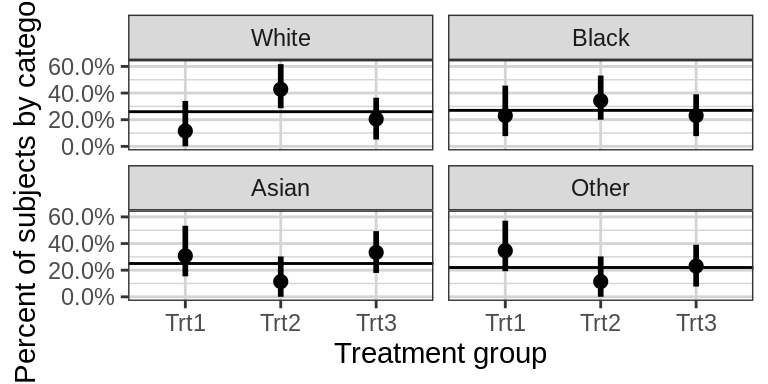 White
Black
60.0%
40.0%
20.0%
0.0%
Asian
Other
60.0%
40.0%
20.0%
0.0%
Trt1 Trt2 Trt3
Trt1 Trt2 Trt3
Treatment group
Percent of subjects by catego